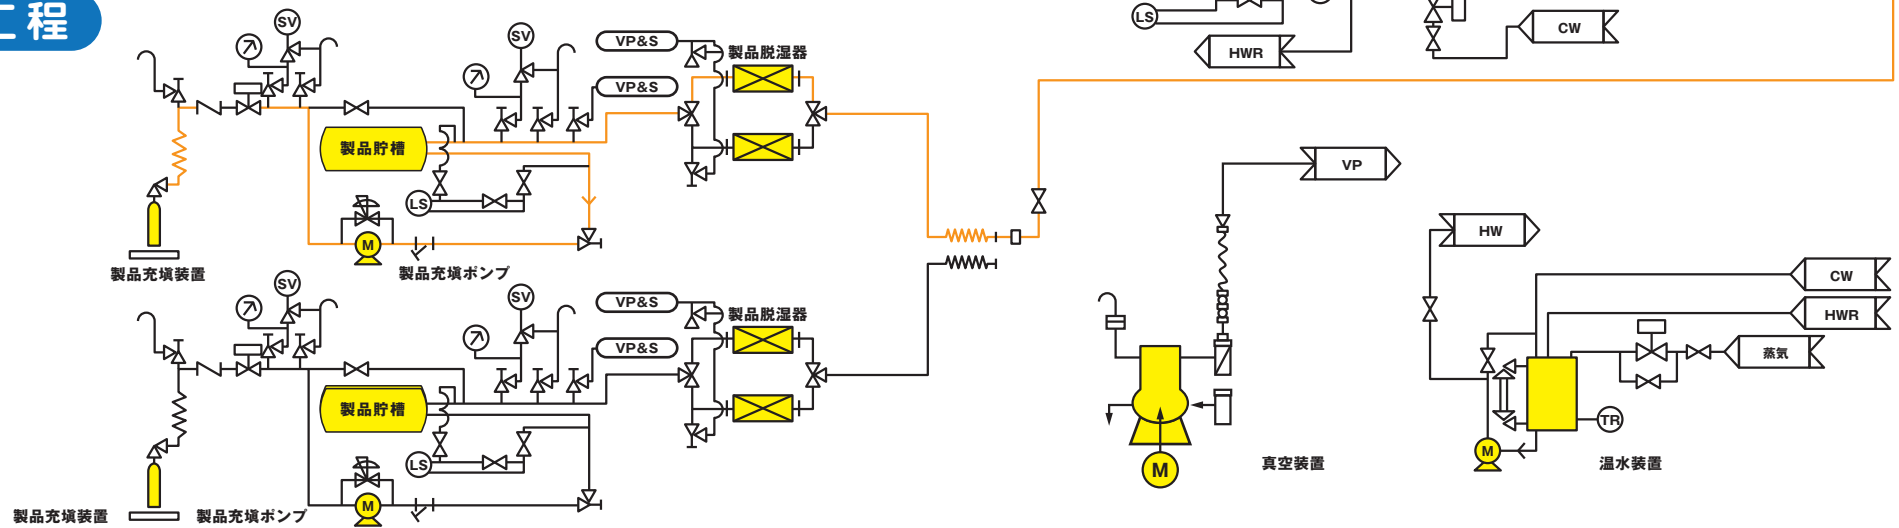 工程
SV
SV
VP&S
製品脱湿器
VP&S
製品貯槽
LS
M
製品充填装置
製品充填ポンプ
LS
HWR
CW
VP
HW
CW
HWR
蒸気
TR
M
温水装置
M
真空装置
SV
SV
VP&S
製品脱湿器
VP&S
製品貯槽
LS
M
製品充填装置
製品充填ポンプ